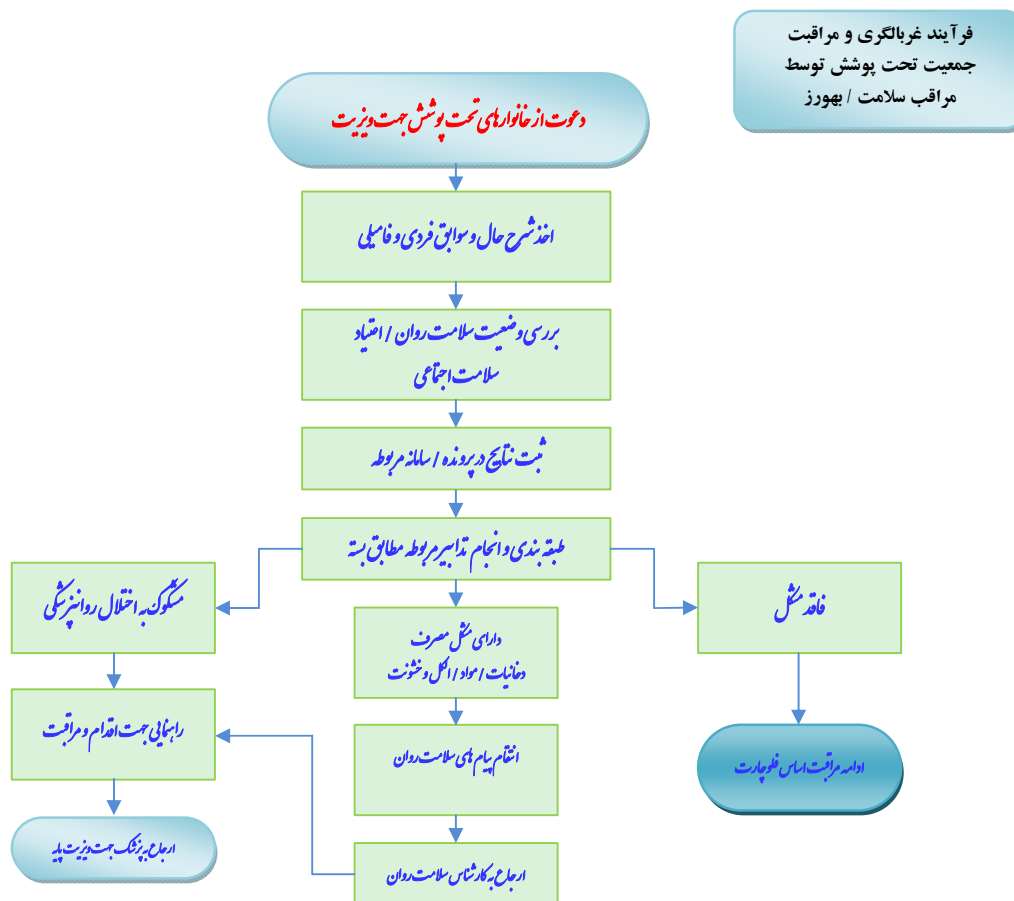 فرآیند غربالگری و مراقبت
جمعیت تحت پوشش توسط
مراقب سلامت / بهورز
دعوت از خانوارهای تحت پوشش جهت ویزیت
اخذ شرح حال و سوابق فردی و فامیلی
بررسی وضعیت سلامت روان / اعتیاد
سلامت اجتماعی
ثبت نتایج در پرونده / سامانه مربوطه
طبقه بندی و انجام تدابیر مربوطه مطابق بسته
مشکوک به اختلال روانپزشکی
دارای مشکل مصرف
دخانیات / مواد / الکل و خشونت
فاقد مشکل
راهنمایی جهت اقدام و مراقبت
انتقام پیام های سلامت روان
ادامه مراقبت اساس فلوچارت
ارجاع به پزشک جهت ویزیت پایه
ارجاع به کارشناس سلامت روان